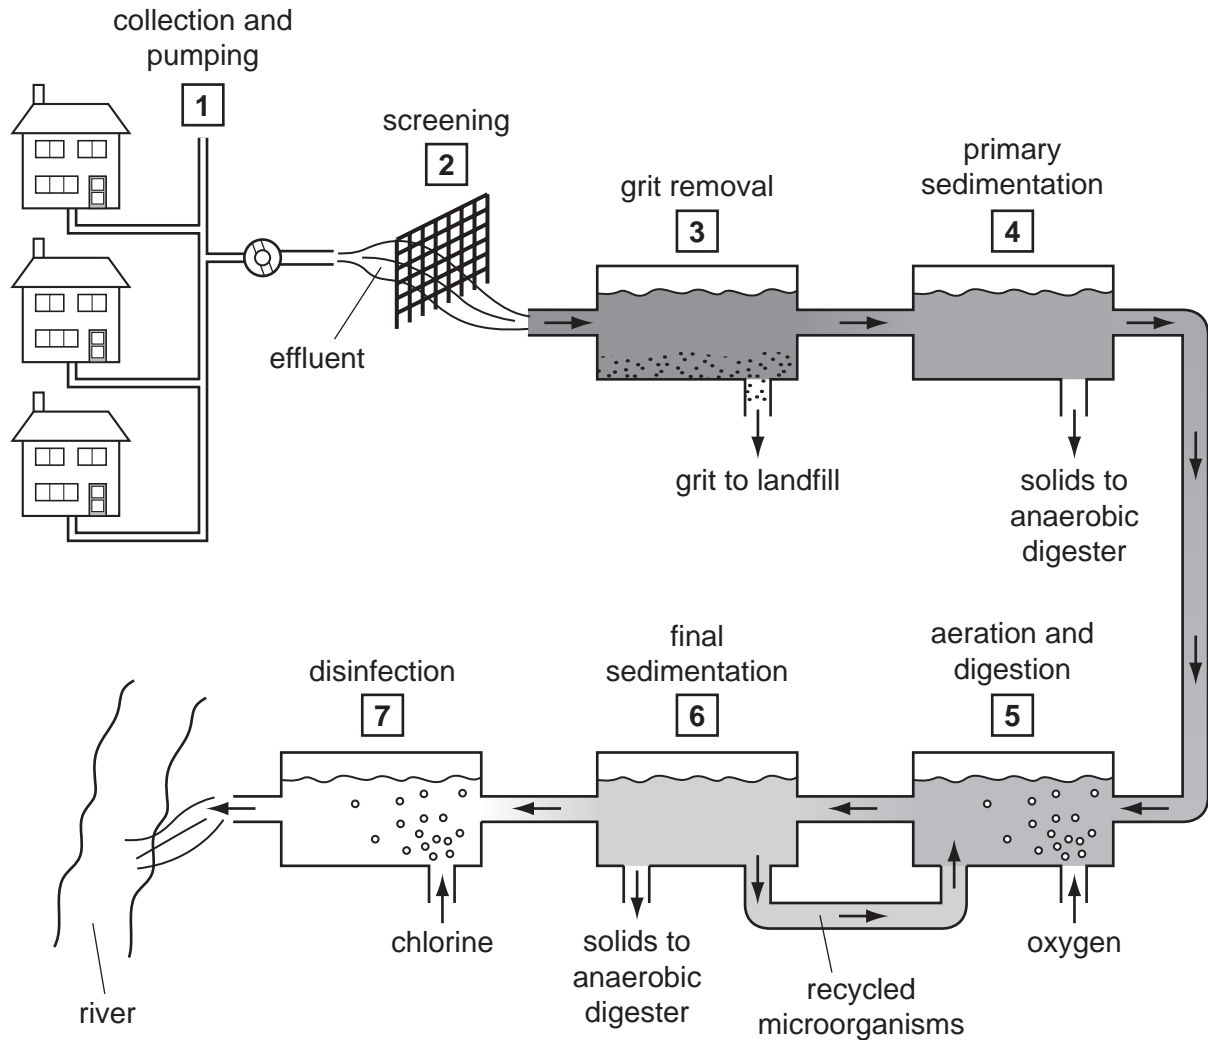 collection and
pumping
1
screening
2
effluent
grit removal
3
grit to landfill
primary
sedimentation
4
solids to
anaerobic
digester
aeration and
digestion
5
oxygen
final
sedimentation
6
solids to
anaerobic
digester
recycled
microorganisms
disinfection
7
chlorine
river